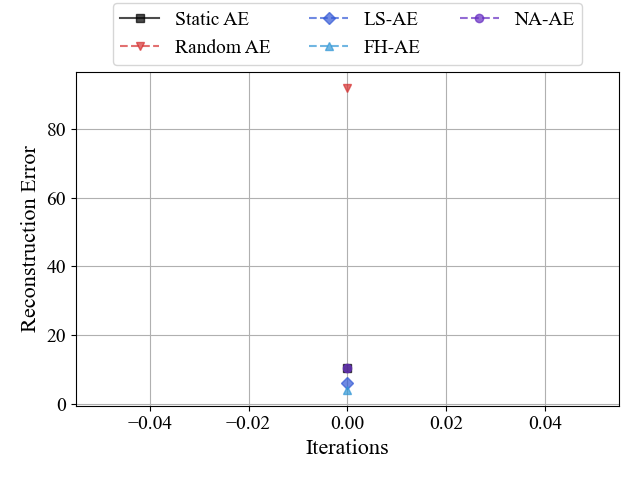 Static AE LS-AE NA-AE
Random AE FH-AE
80
60
40
20
0
Reconstruction Error
−0.04 −0.02 0.00 0.02 0.04
Iterations